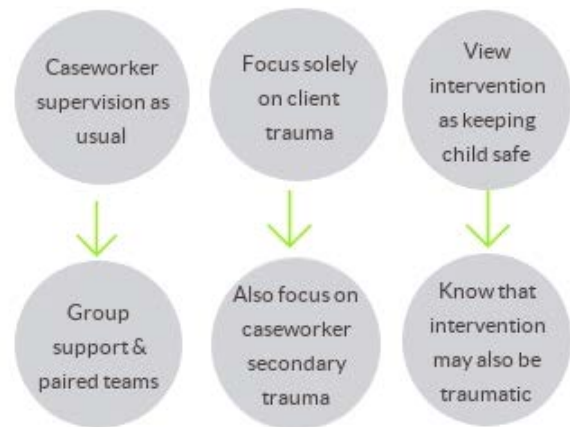 Caseworker
supervision as
usual
Focus solely
on client
trauma
View
intervention
as keeping
child safe
Group
support &
paired teams
Also focus on
caseworker
secondary
trauma
Know that
intervention
may also be
traumatic